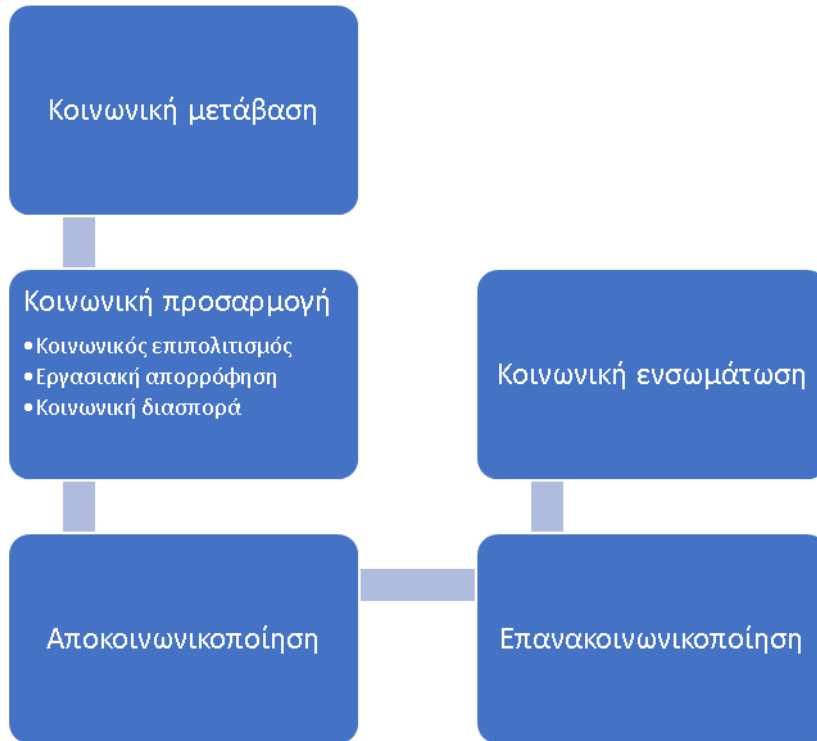 Κοινωνική μετάβαση
Κοινωνική προσαρμογή
•Κοινωνικός επιπολιτισμός
•Εργασιακή απορρόφηση
•Κοινωνική διασπορά
Αποκοινωνικοποίηση
Επανακοινωνικοποίηση
Κοινωνική ενσωμάτωση